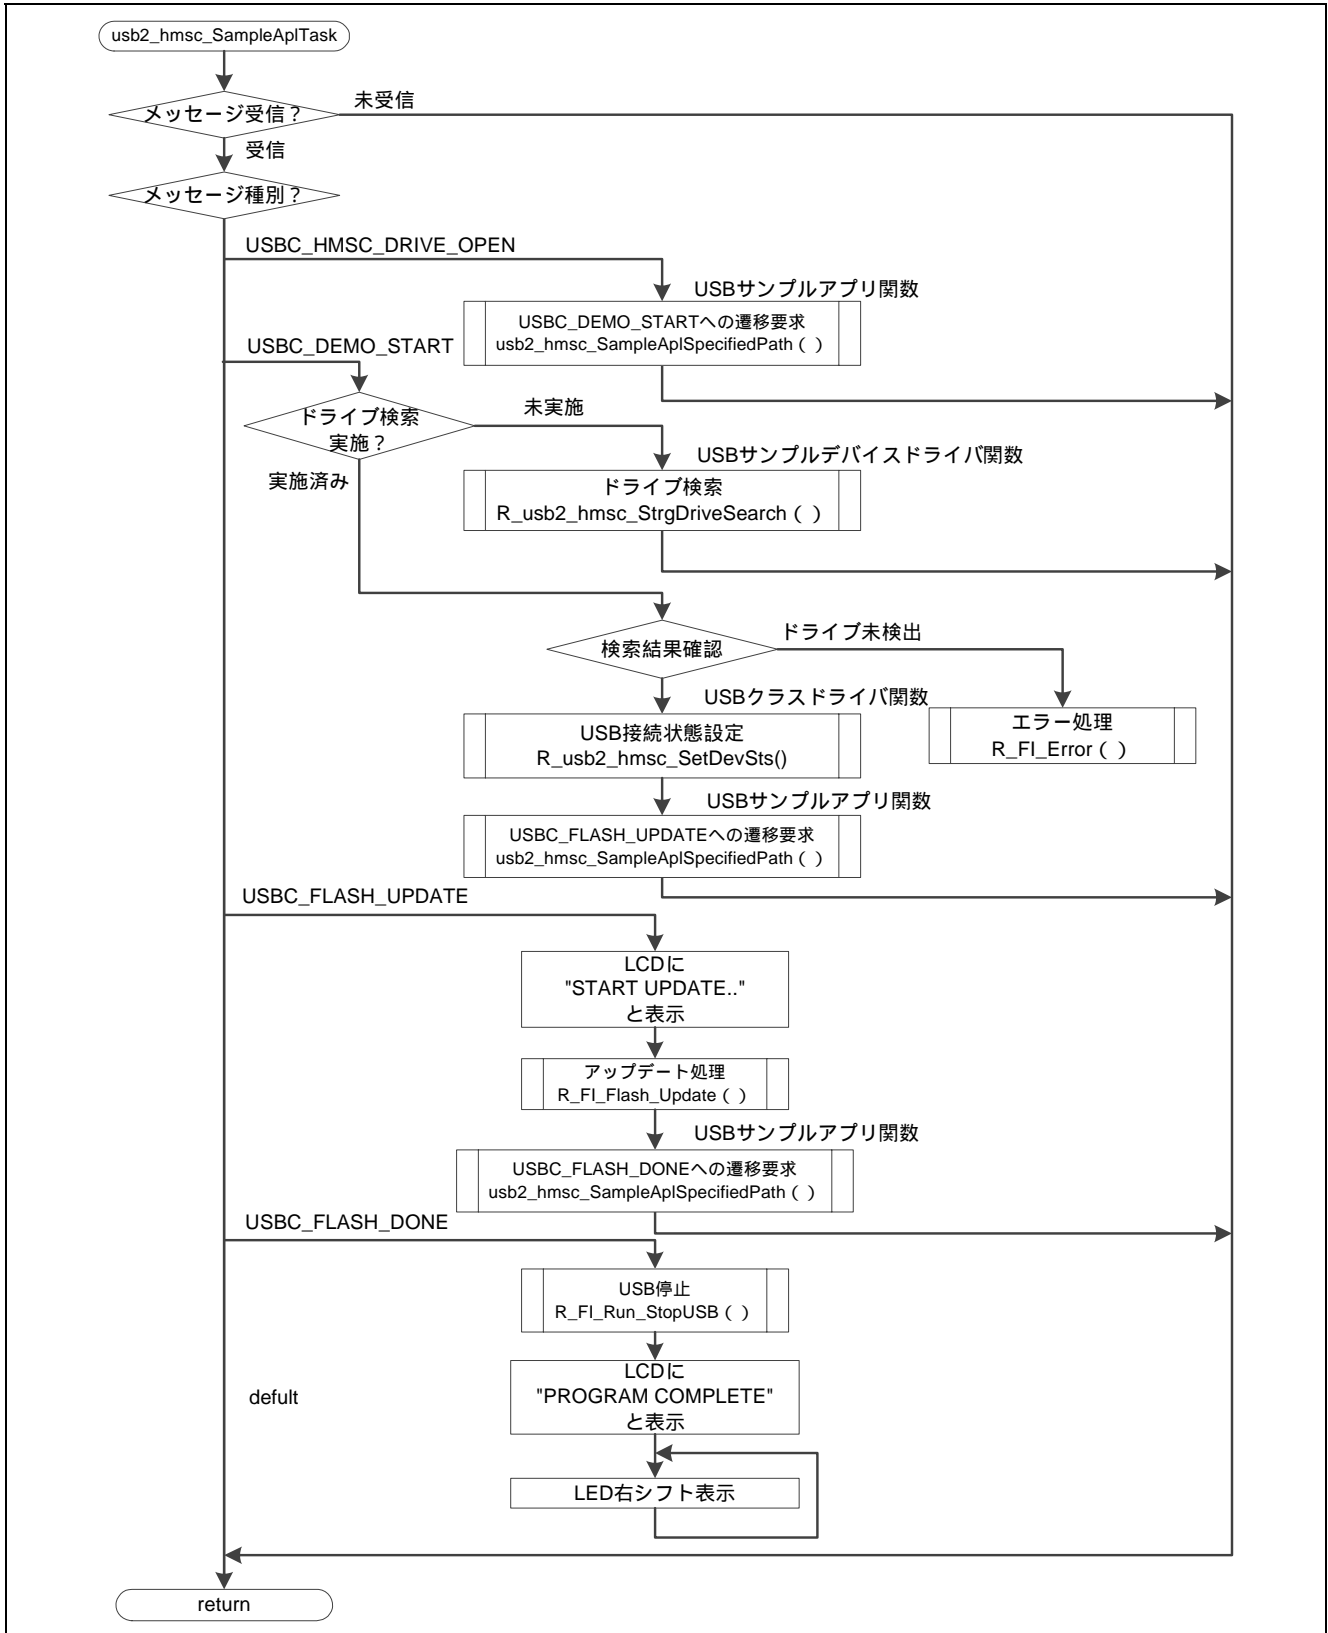 usb2_hmsc_SampleAplTask
メッセージ受信？
未受信
受信
メッセージ種別？
USBC_HMSC_DRIVE_OPEN
USBサンプルアプリ関数
USBC_DEMO_STARTへの遷移要求
usb2_hmsc_SampleAplSpecifiedPath（ ）
USBC_DEMO_START
ドライブ検索
実施？
未実施
実施済み
USBサンプルデバイスドライバ関数
ドライブ検索
R_usb2_hmsc_StrgDriveSearch（ ）
検索結果確認
ドライブ未検出
USBクラスドライバ関数
USB接続状態設定
R_usb2_hmsc_SetDevSts()
エラー処理
R_FI_Error（ ）
USBサンプルアプリ関数
USBC_FLASH_UPDATEへの遷移要求
usb2_hmsc_SampleAplSpecifiedPath（ ）
USBC_FLASH_UPDATE
LCDに
"START UPDATE.."
と表示
アップデート処理
R_FI_Flash_Update（ ）
USBサンプルアプリ関数
USBC_FLASH_DONEへの遷移要求
usb2_hmsc_SampleAplSpecifiedPath（ ）
USBC_FLASH_DONE
USB停止
R_FI_Run_StopUSB（ ）
LCDに
"PROGRAM COMPLETE"
と表示
defult
LED右シフト表示
return